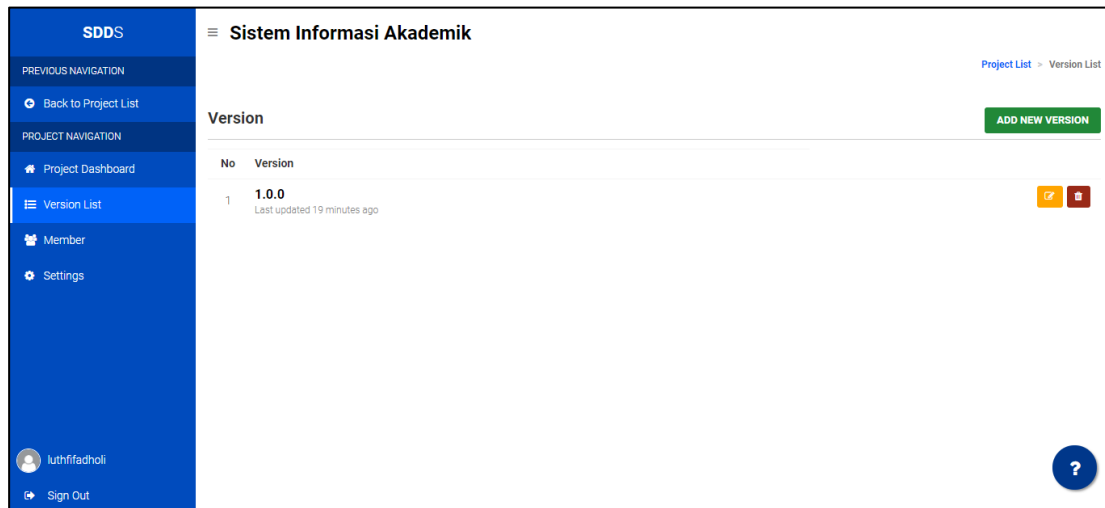 SDDS
PREVIOUS NAVIGATION
Back to Project List
PROJECT NAVIGATION
Project Dashboard
Version List
Member
Settings
luthfifadholi
Sign Out
Sistem Informasi Akademik
Project List > Version List
Version
ADD NEW VERSION
No Version
1 1.0.0
Last updated 19 minutes ago
?